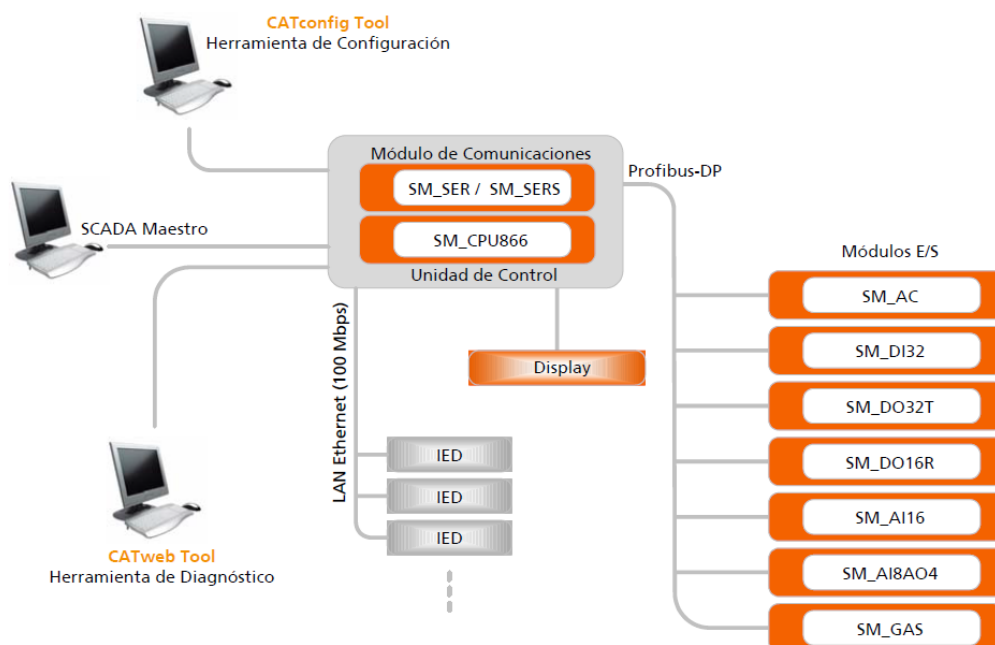 CATconfig Tool
Herramienta de Configuración
Módulo de Comunicaciones
SM_SER / SM_SERS
SM_CPU866
Unidad de Control
Profibus-DP
SCADA Maestro
Módulos E/S
SM_AC
SM_DI32
SM_DO32T
SM_DO16R
SM_AI16
SM_AI8AO4
SM_GAS
Display
LAN Ethernet (100 Mbps)
IED
IED
IED
CATweb Tool
Herramienta de Diagnóstico